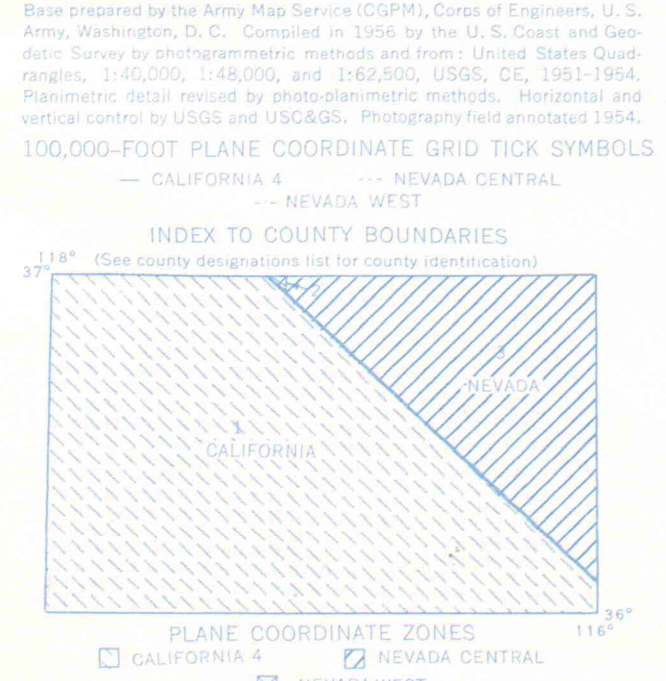 Base prepared by the Army Map Service (CGPM), Corps of Engineers, U. S.
Army, Washington, D. C. Compiled in 1956 by the U. S. Coast and Geo-
detic Survey by photogrammetric methods and from: United States Quad-
rangles, 1:40,000, 1:48,000, and 1:62,500, USGS, CE, 1951-1954.
Planimetric detail revised by photo-planimetric methods. Horizontal and
vertical control by USGS and USC&GS. Photography field annotated 1954.
100,000-FOOT PLANE COORDINATE GRID TICK SYMBOLS
CALIFORNIA 4 NEVADA CENTRAL
NEVADA WEST
INDEX TO COUNTY BOUNDARIES
118° (See county designations list for county identification)
37°
3
NEVADA
1
CALIFORNIA
36°
116°
PLANE COORDINATE ZONES
CALIFORNIA 4 NEVADA CENTRAL
NEVADA WEST